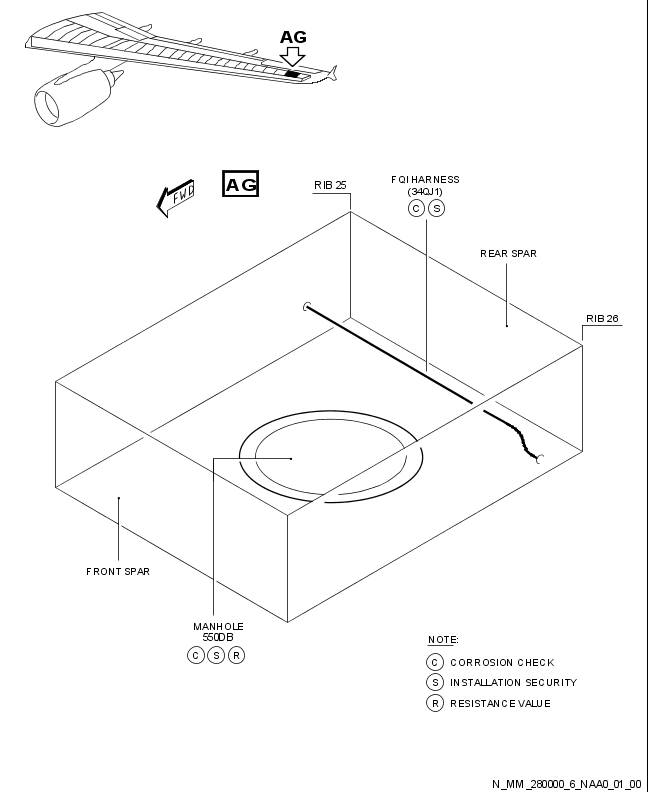 AG
FWD
AG
RIB 25
FQI HARNESS
(340J1)
C S
REAR SPAR
RIB 26
FRONT SPAR
MANHOLE
550DB
C S R
NOTE:
C CORROSION CHECK
S INSTALLATION SECURITY
R RESISTANCE VALUE
N_MM_280000_6_NAA0_01_00